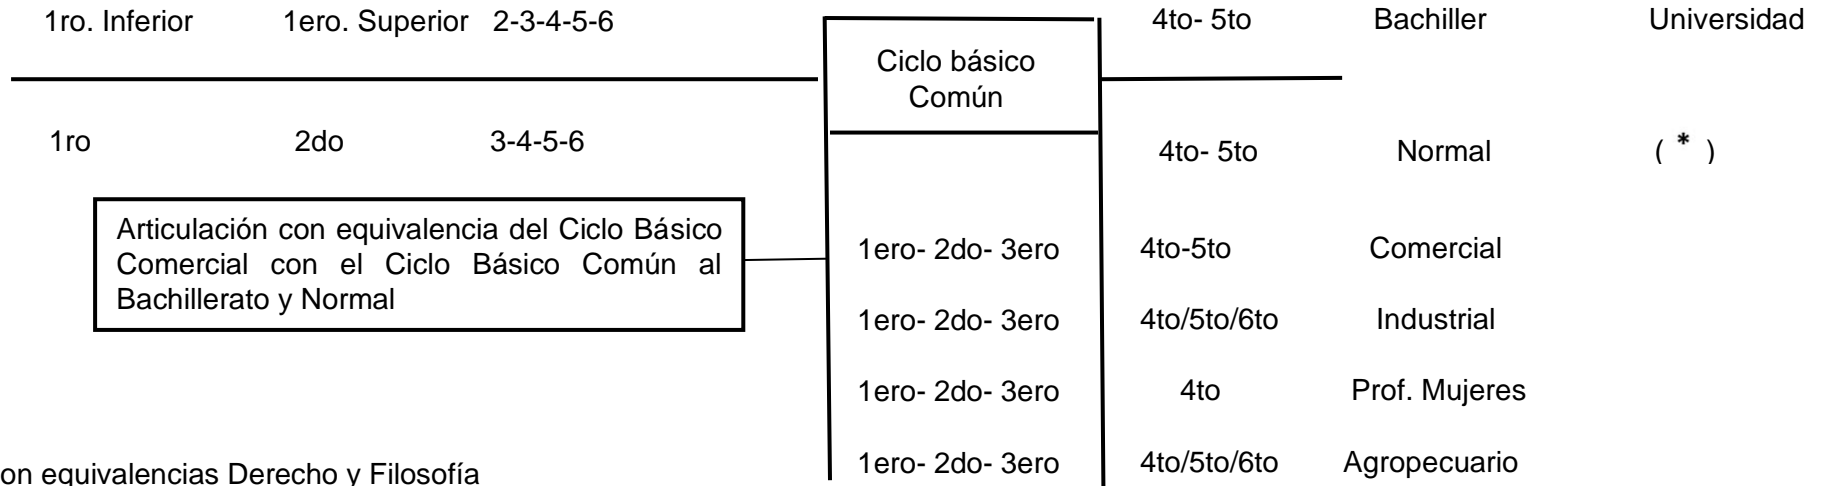 1ro. Inferior 1ero. Superior 2-3-4-5-6 4to- 5to Bachiller Universidad
Ciclo básico
Común
1ro 2do 3-4-5-6 4to- 5to Normal ( * )
Articulación con equivalencia del Ciclo Básico
Comercial con el Ciclo Básico Común al
Bachillerato y Normal
1ero- 2do- 3ero 4to-5to Comercial
1ero- 2do- 3ero 4to/5to/6to Industrial
1ero- 2do- 3ero 4to Prof. Mujeres
1ero- 2do- 3ero 4to/5to/6to Agropecuario
on equivalencias Derecho y Filosofía